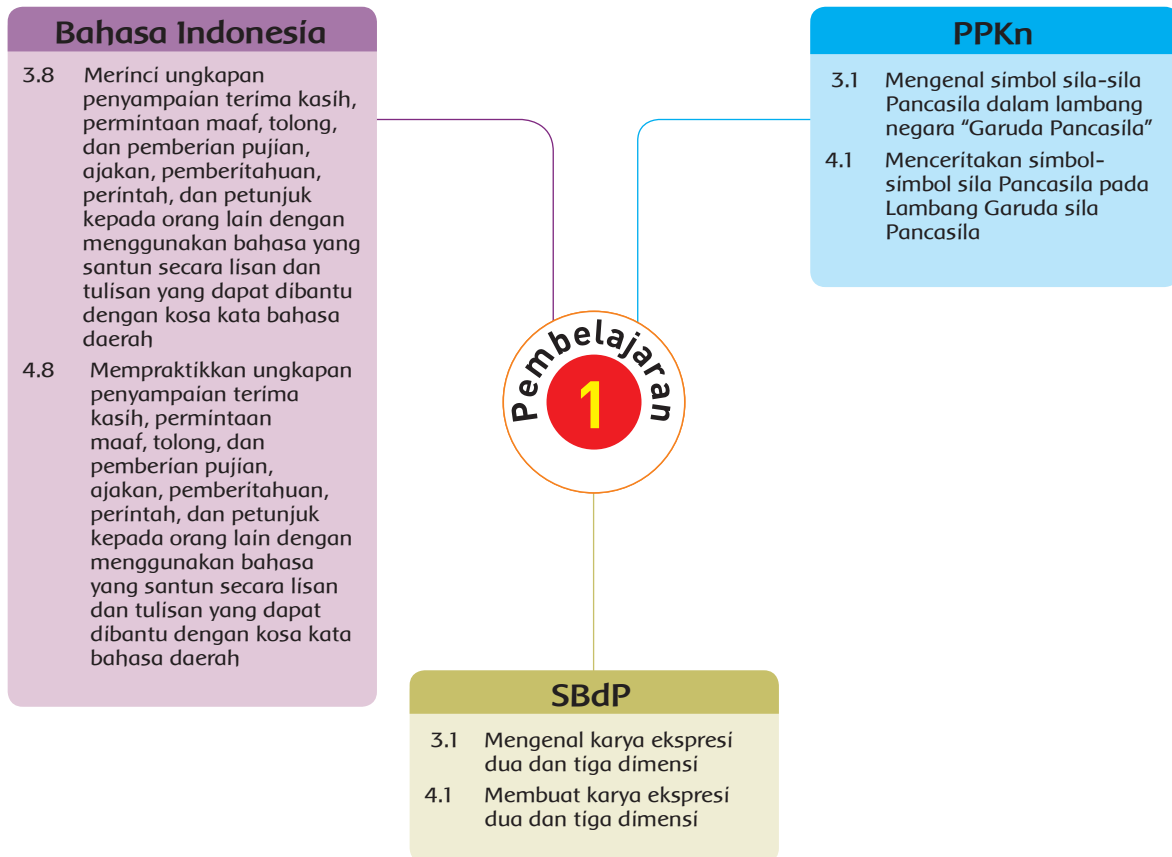 Bahasa Indonesia
3.8 Merinci ungkapan
penyampaian terima kasih,
permintaan maaf, tolong,
dan pemberian pujian,
ajakan, pemberitahuan,
perintah, dan petunjuk
kepada orang lain dengan
menggunakan bahasa yang
santun secara lisan dan
tulisan yang dapat dibantu
dengan kosa kata bahasa
daerah
4.8 Mempraktikkan ungkapan
penyampaian terima
kasih, permintaan
maaf, tolong, dan
pemberian pujian,
ajakan, pemberitahuan,
perintah, dan petunjuk
kepada orang lain dengan
menggunakan bahasa
yang santun secara lisan
dan tulisan yang dapat
dibantu dengan kosa kata
bahasa daerah
PPKn
3.1 Mengenal simbol sila-sila
Pancasila dalam lambang
negara “Garuda Pancasila”
4.1 Menceritakan simbol-
simbol sila Pancasila pada
Lambang Garuda sila
Pancasila
Pembelajaran
1
SBdP
3.1 Mengenal karya ekspresi
dua dan tiga dimensi
4.1 Membuat karya ekspresi
dua dan tiga dimensi